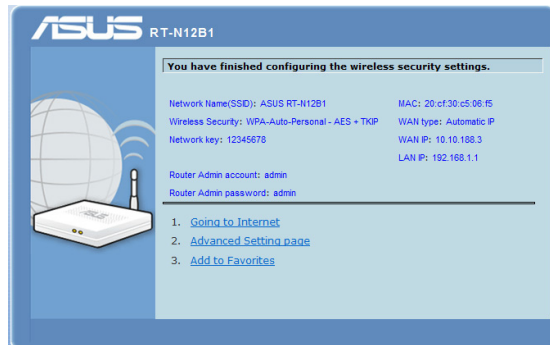 ASUS RT-N12B1
You have finished configuring the wireless security settings.
Network Name(SSID): ASUS RT-N12B1
MAC: 20:cf:30:c5:06:f5
Wireless Security: WPA-Auto-Personal - AES + TKIP
WAN type: Automatic IP
Network key: 12345678
WAN IP: 10.10.188.3
LAN IP: 192.168.1.1
Router Admin account: admin
Router Admin password: admin
ASUS
1. Going to Internet
2. Advanced Setting page
3. Add to Favorites